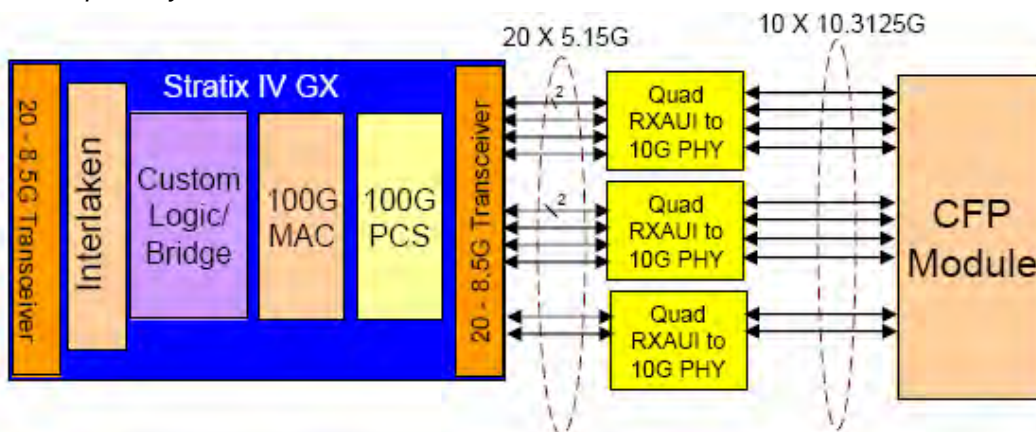 20 X 5.15G
10 X 10.3125G
Stratix IV GX
20 - 8.5G Transceiver
Interlaken
Custom
Logic/
Bridge
100G
MAC
100G
PCS
20 - 8.5G Transceiver
2
2
Quad
RXAUI to
10G PHY
Quad
RXAUI to
10G PHY
Quad
RXAUI to
10G PHY
CFP
Module